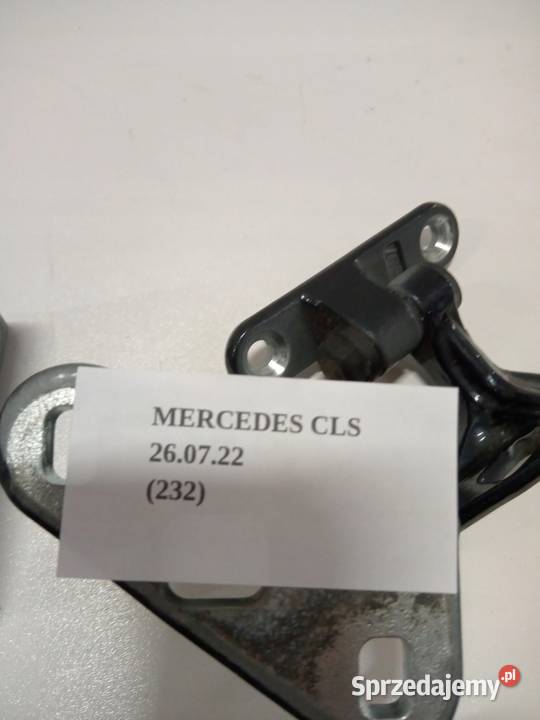 MERCEDES CLS
26.07.22
(232)
Sprzedajemy.pl